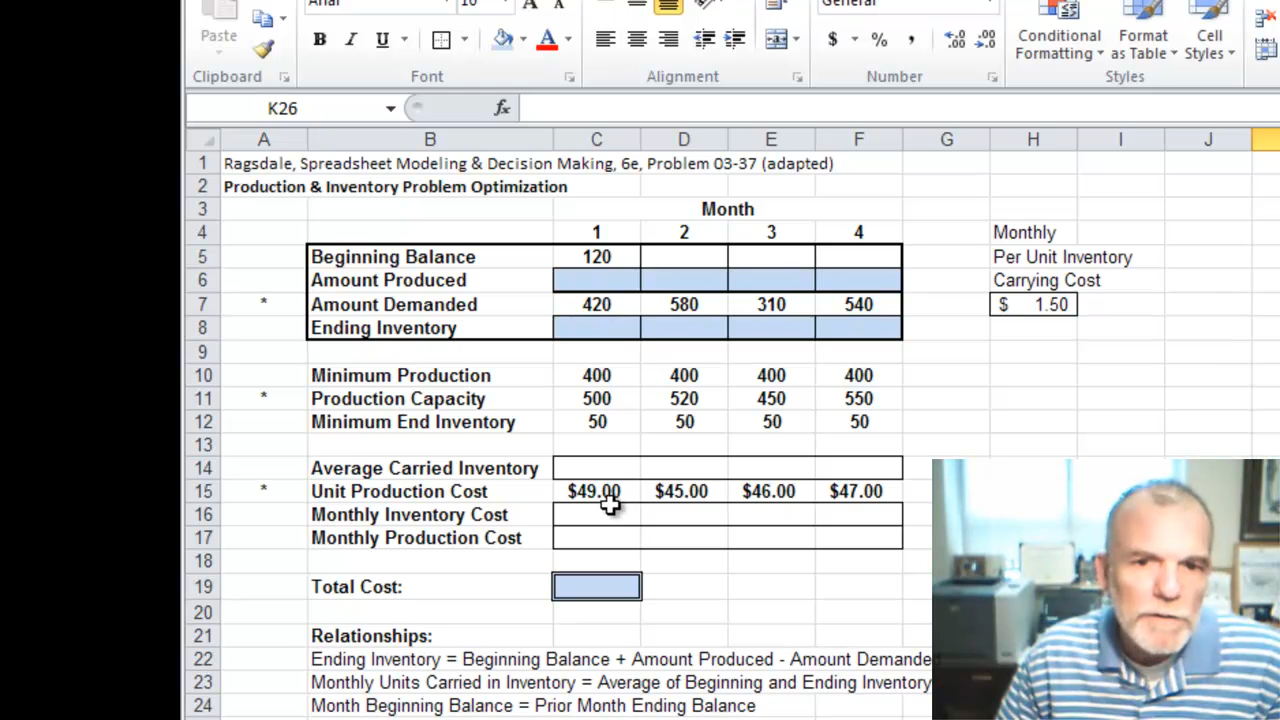 Arial
10
A A
General
Paste
B I U A
$ % ,
.00 .00
Conditional Format Cell
Formatting as Table Styles
Clipboard Font Alignment Number Styles
K26 fx
A B C D E F G H I J
1 Ragsdale, Spreadsheet Modeling & Decision Making, 6e, Problem 03-37 (adapted)
2 Production & Inventory Problem Optimization
3 Month
4 1 2 3 4 Monthly
5 Beginning Balance 120 Per Unit Inventory
6 Amount Produced Carrying Cost
7 * Amount Demanded 420 580 310 540 $ 1.50
8 Ending Inventory
9
10 Minimum Production 400 400 400 400
11 * Production Capacity 500 520 450 550
12 Minimum End Inventory 50 50 50 50
13
14 Average Carried Inventory
15 * Unit Production Cost $49.00 $45.00 $46.00 $47.00
16 Monthly Inventory Cost
17 Monthly Production Cost
18
19 Total Cost:
20
21 Relationships:
22 Ending Inventory = Beginning Balance + Amount Produced - Amount Demanded
23 Monthly Units Carried in Inventory = Average of Beginning and Ending Inventory
24 Month Beginning Balance = Prior Month Ending Balance